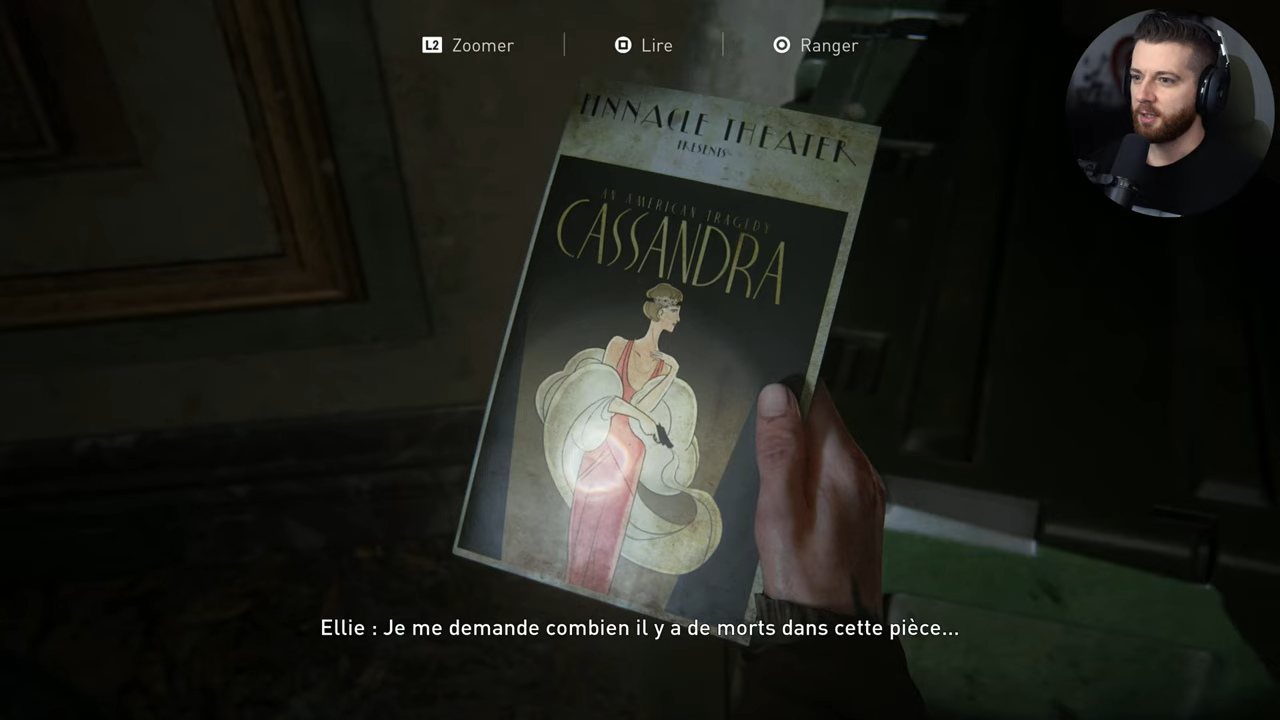 L2 Zoomer
Lire
Ranger
PINNACLE THEATER
PRESENTS
AN AMERICAN TRAGEDY
CASSANDRA
Ellie : Je me demande combien il y a de morts dans cette pièce...